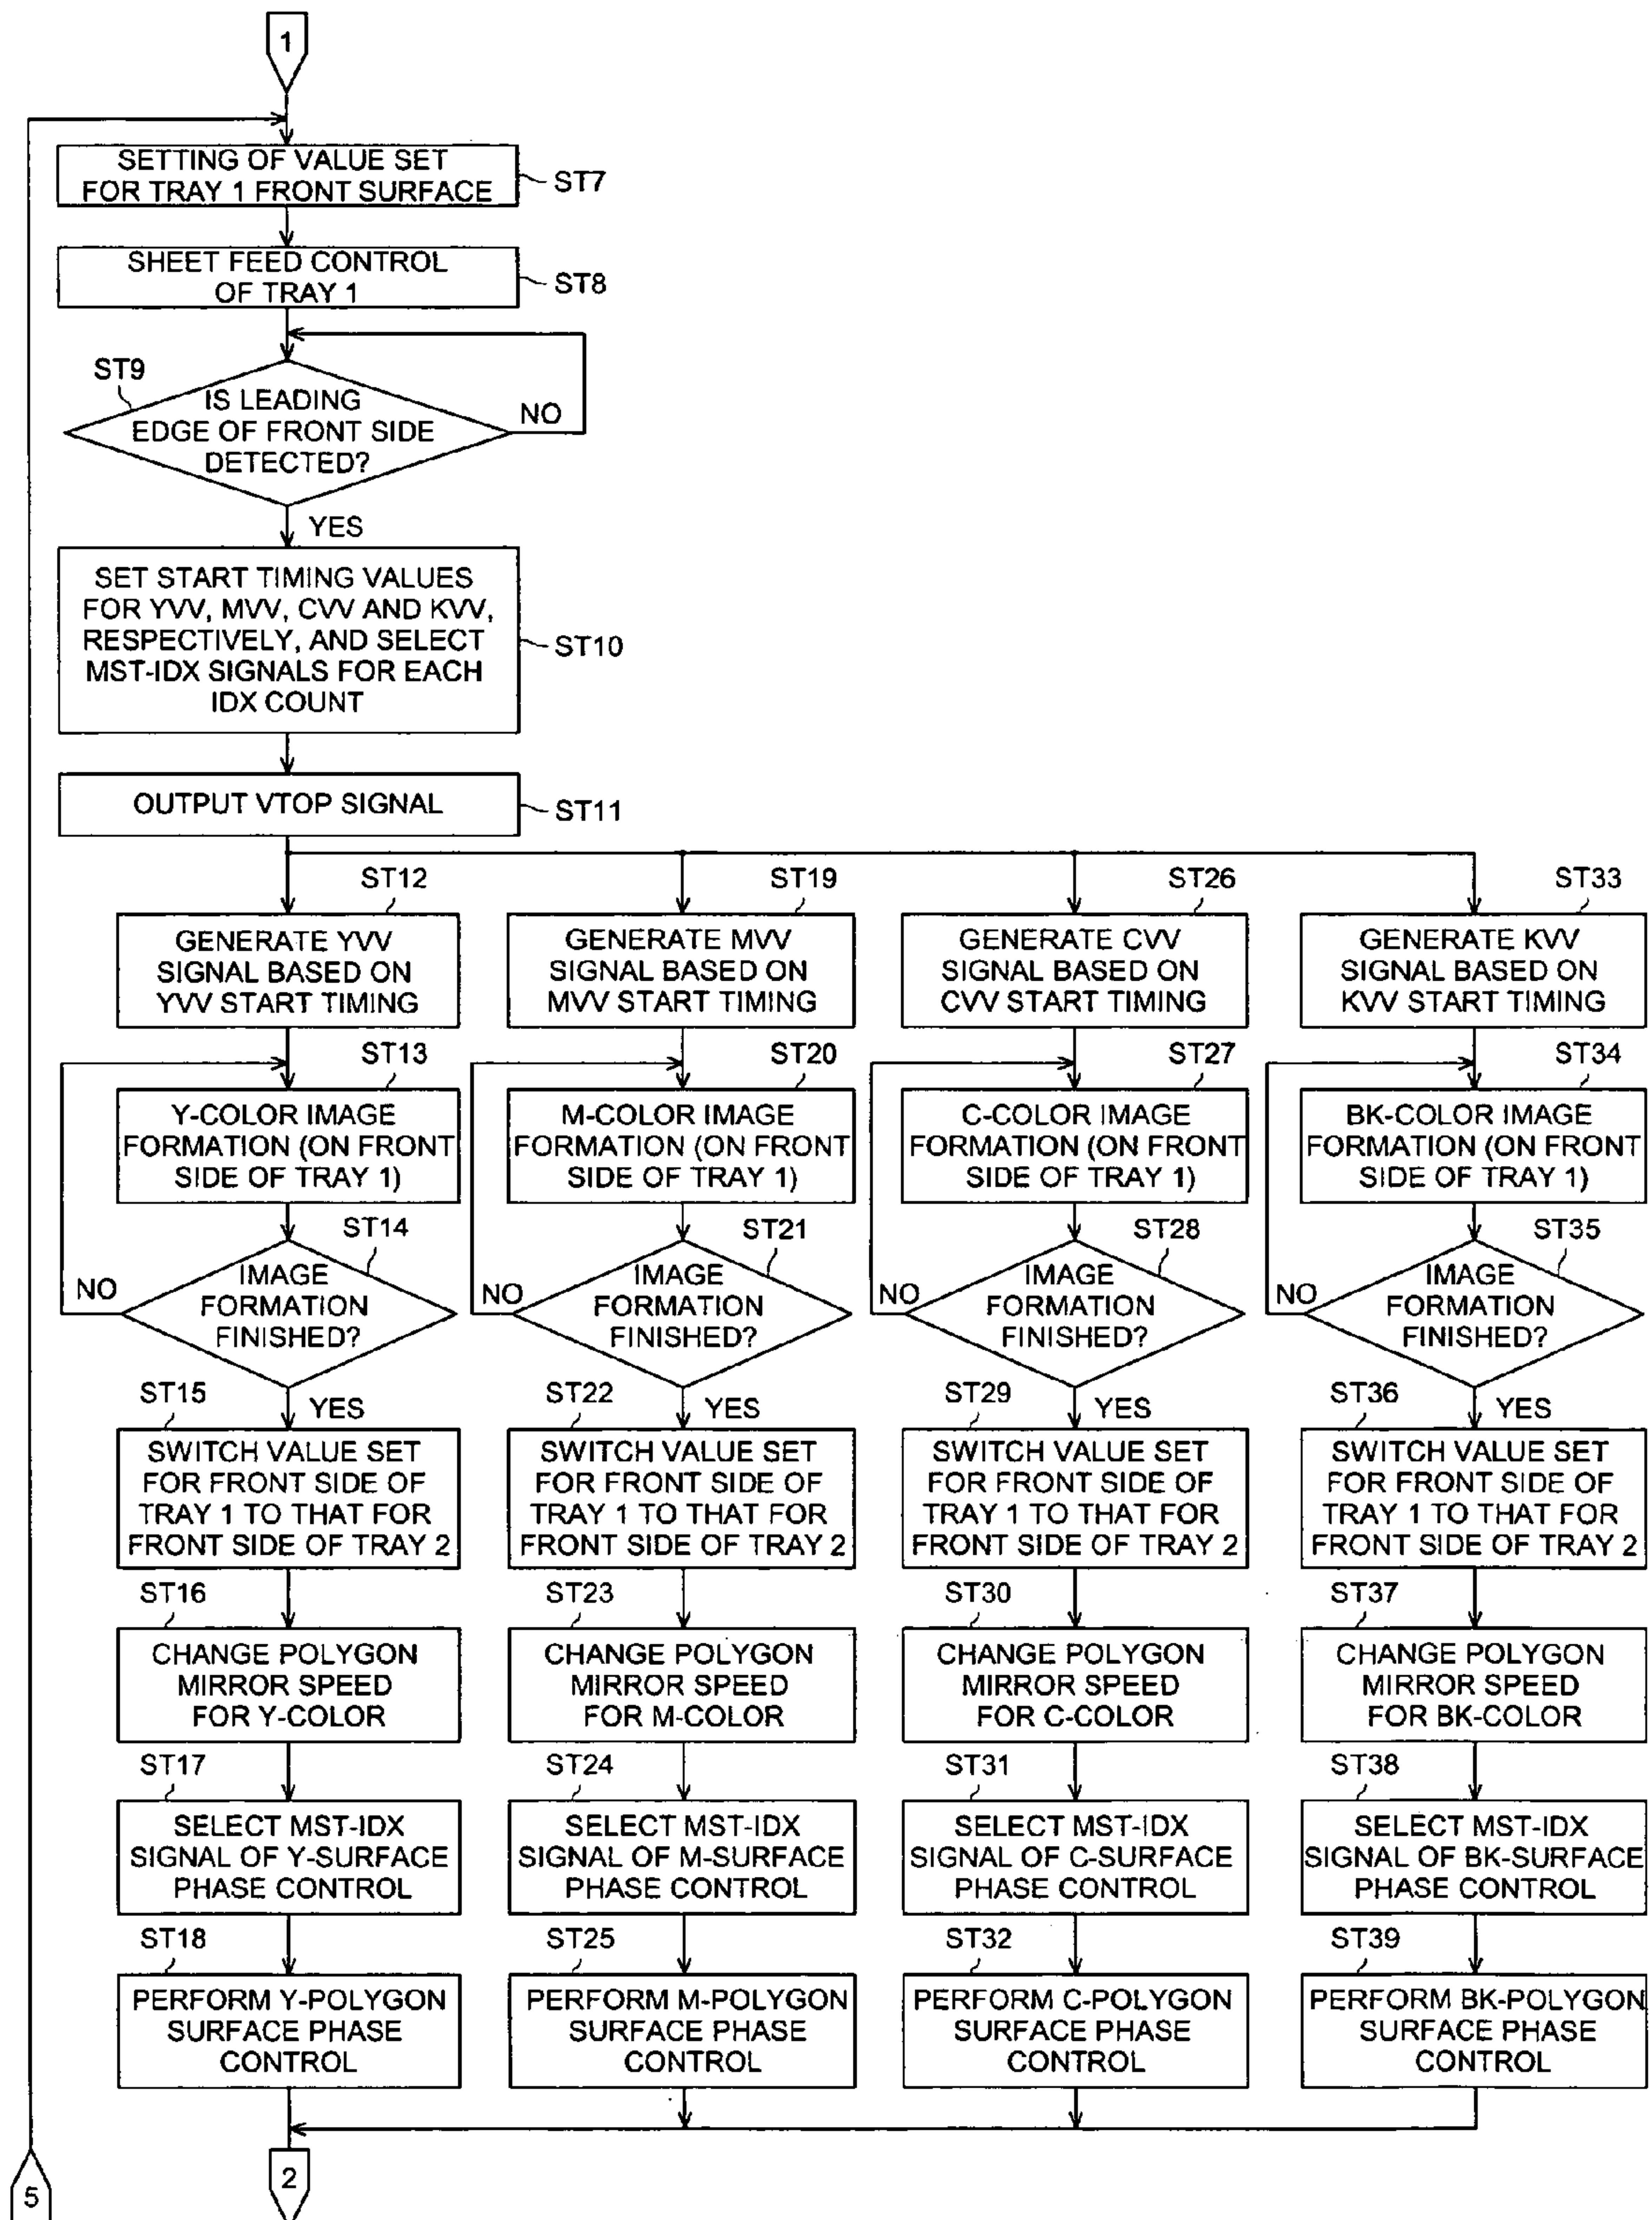 1
SETTING OF VALUE SET
FOR TRAY 1 FRONT SURFACE
ST7
SHEET FEED CONTROL
OF TRAY 1
ST8
ST9
IS LEADING
EDGE OF FRONT SIDE
DETECTED?
NO
YES
SET START TIMING VALUES
FOR YVV, MVV, CVV AND KVV,
RESPECTIVELY, AND SELECT
MST-IDX SIGNALS FOR EACH
IDX COUNT
ST10
OUTPUT VTOP SIGNAL
ST11
ST12
GENERATE YVV
SIGNAL BASED ON
YVV START TIMING
ST13
Y-COLOR IMAGE
FORMATION (ON FRONT
SIDE OF TRAY 1)
ST14
IMAGE
FORMATION
FINISHED?
NO
YES
ST15
SWITCH VALUE SET
FOR FRONT SIDE OF
TRAY 1 TO THAT FOR
FRONT SIDE OF TRAY 2
ST16
CHANGE POLYGON
MIRROR SPEED
FOR Y-COLOR
ST17
SELECT MST-IDX
SIGNAL OF Y-SURFACE
PHASE CONTROL
ST18
PERFORM Y-POLYGON
SURFACE PHASE
CONTROL
ST19
GENERATE MVV
SIGNAL BASED ON
MVV START TIMING
ST20
M-COLOR IMAGE
FORMATION (ON FRONT
SIDE OF TRAY 1)
ST21
IMAGE
FORMATION
FINISHED?
NO
YES
ST22
SWITCH VALUE SET
FOR FRONT SIDE OF
TRAY 1 TO THAT FOR
FRONT SIDE OF TRAY 2
ST23
CHANGE POLYGON
MIRROR SPEED
FOR M-COLOR
ST24
SELECT MST-IDX
SIGNAL OF M-SURFACE
PHASE CONTROL
ST25
PERFORM M-POLYGON
SURFACE PHASE
CONTROL
ST26
GENERATE CVV
SIGNAL BASED ON
CVV START TIMING
ST27
C-COLOR IMAGE
FORMATION (ON FRONT
SIDE OF TRAY 1)
ST28
IMAGE
FORMATION
FINISHED?
NO
YES
ST29
SWITCH VALUE SET
FOR FRONT SIDE OF
TRAY 1 TO THAT FOR
FRONT SIDE OF TRAY 2
ST30
CHANGE POLYGON
MIRROR SPEED
FOR C-COLOR
ST31
SELECT MST-IDX
SIGNAL OF C-SURFACE
PHASE CONTROL
ST32
PERFORM C-POLYGON
SURFACE PHASE
CONTROL
ST33
GENERATE KVV
SIGNAL BASED ON
KVV START TIMING
ST34
BK-COLOR IMAGE
FORMATION (ON FRONT
SIDE OF TRAY 1)
ST35
IMAGE
FORMATION
FINISHED?
NO
YES
ST36
SWITCH VALUE SET
FOR FRONT SIDE OF
TRAY 1 TO THAT FOR
FRONT SIDE OF TRAY 2
ST37
CHANGE POLYGON
MIRROR SPEED
FOR BK-COLOR
ST38
SELECT MST-IDX
SIGNAL OF BK-SURFACE
PHASE CONTROL
ST39
PERFORM BK-POLYGON
SURFACE PHASE
CONTROL
2
5